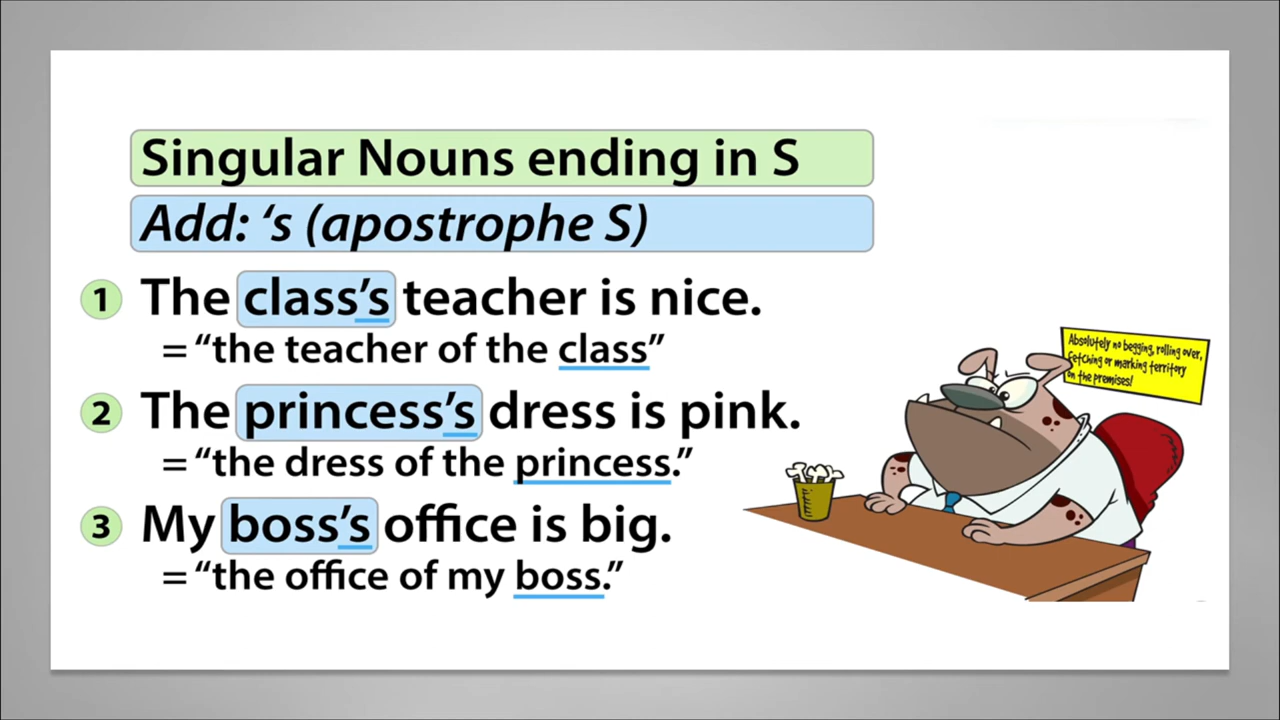 Singular Nouns ending in S
Add: ‘s (apostrophe S)
1 The class’s teacher is nice.
= “the teacher of the class”
2 The princess’s dress is pink.
= “the dress of the princess.”
3 My boss’s office is big.
= “the office of my boss.”
Absolutely no begging, rolling over,
fetching or marking territory
on the premises!